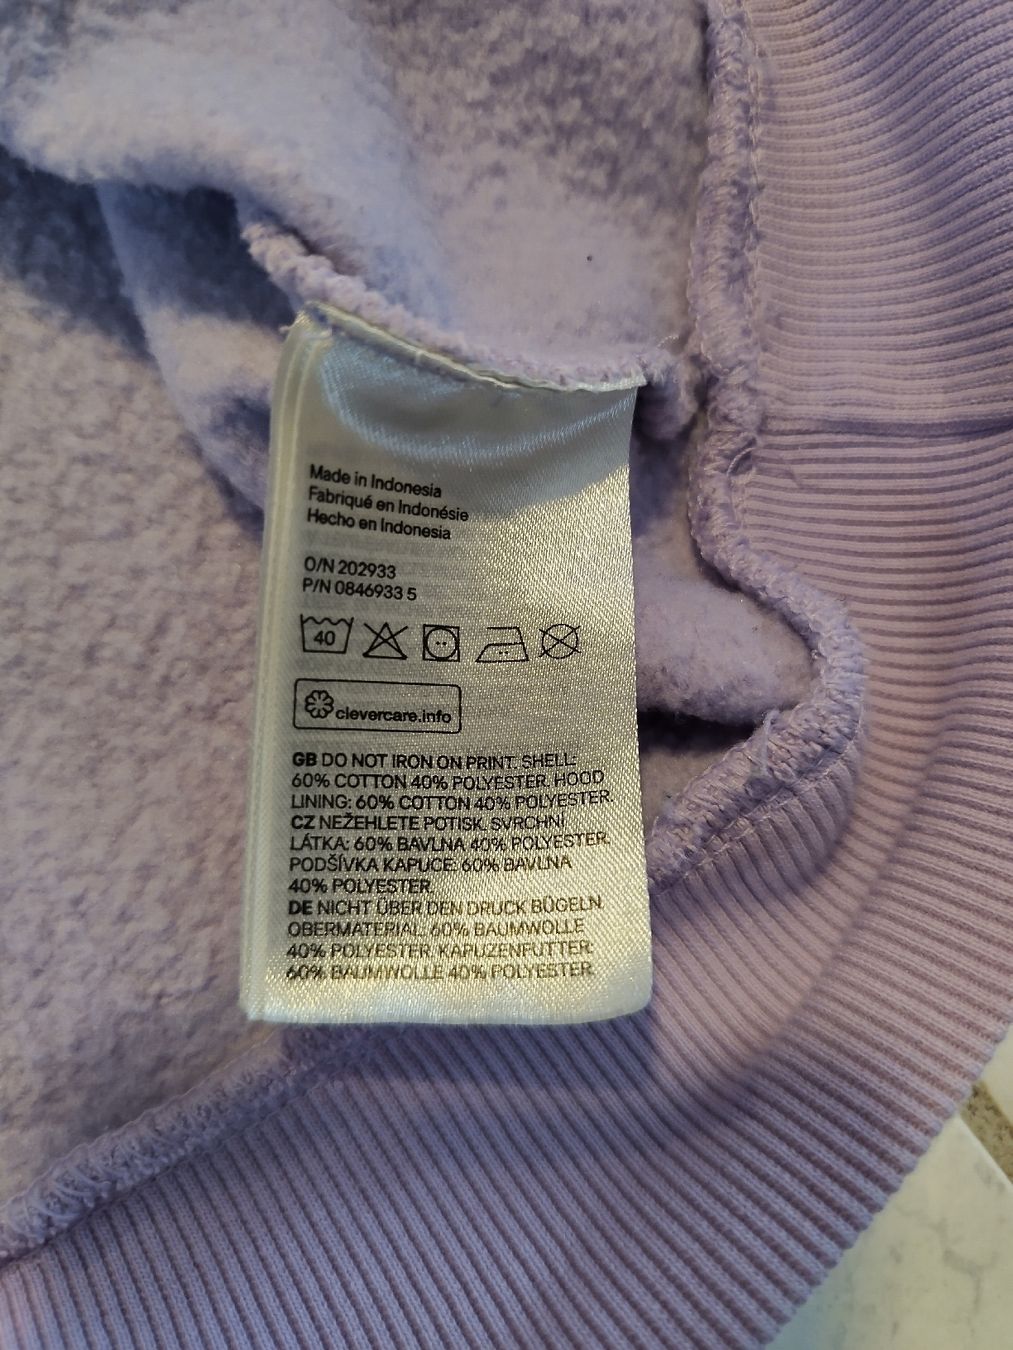 Made in Indonesia
Fabriqué en Indonésie
Hecho en Indonesia
O/N 202933
P/N 0846933 5
40
clevercare.info
GB DO NOT IRON ON PRINT. SHELL:
60% COTTON 40% POLYESTER. HOOD
LINING: 60% COTTON 40% POLYESTER.
CZ NEŽEHLETE POTISK. SVRCHNÍ
LÁTKA: 60% BAVLNA 40% POLYESTER.
PODŠÍVKA KAPUCE: 60% BAVLNA
40% POLYESTER.
DE NICHT ÜBER DEN DRUCK BÜGELN.
OBERMATERIAL: 60% BAUMWOLLE
40% POLYESTER. KAPUZENFUTTER:
60% BAUMWOLLE 40% POLYESTER.